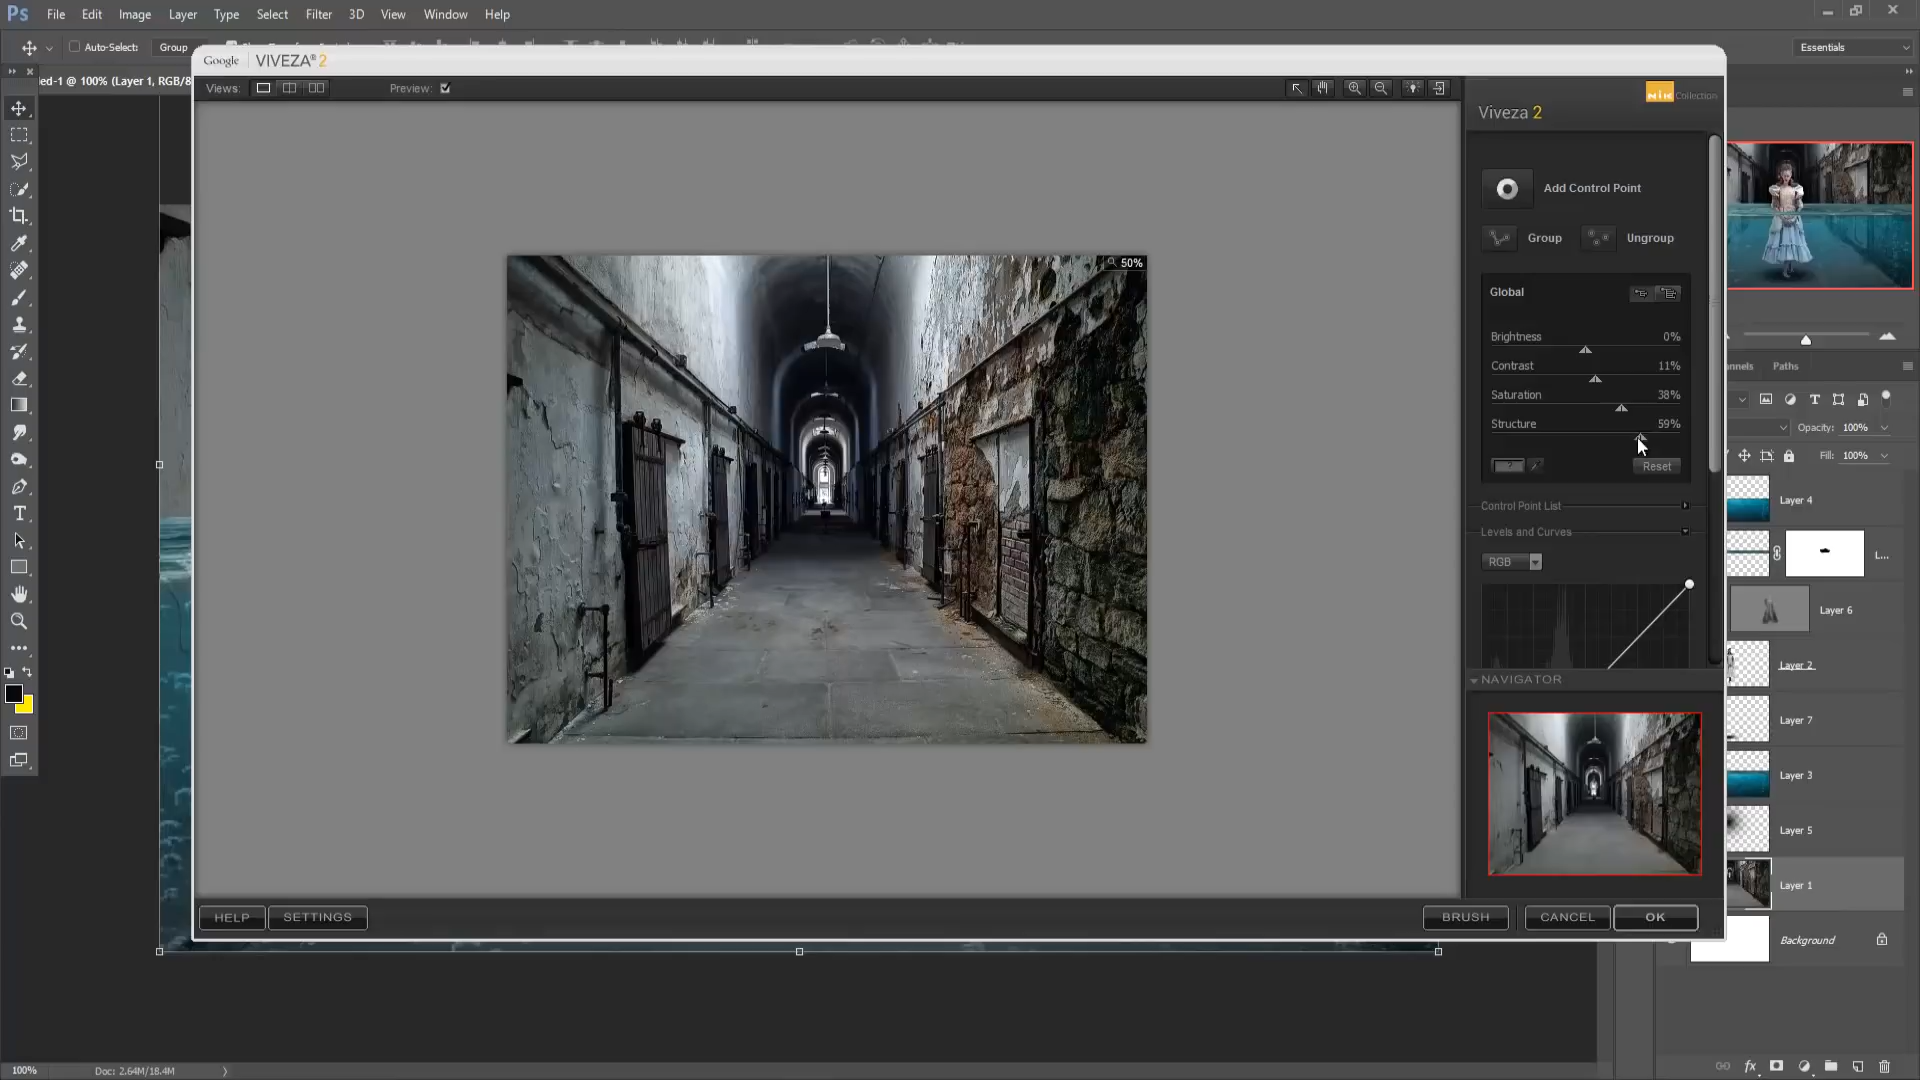 Ps File Edit Image Layer Type Select Filter 3D View Window Help
Auto-Select: Group Essentials
Google VIVEZA® 2
ed-1 @ 100% (Layer 1, RGB/8
Views: Preview:
nik Collection
Viveza 2
Add Control Point
Group Ungroup
50%
Global
Brightness 0%
Contrast 11%
Saturation 38%
Structure 59%
Reset
Control Point List
Levels and Curves
RGB
NAVIGATOR
HELP SETTINGS BRUSH CANCEL OK
nnels Paths
Opacity: 100%
Fill: 100%
Layer 4
L...
Layer 6
Layer 2
Layer 7
Layer 3
Layer 5
Layer 1
Background
100% Doc: 2.64M/18.4M